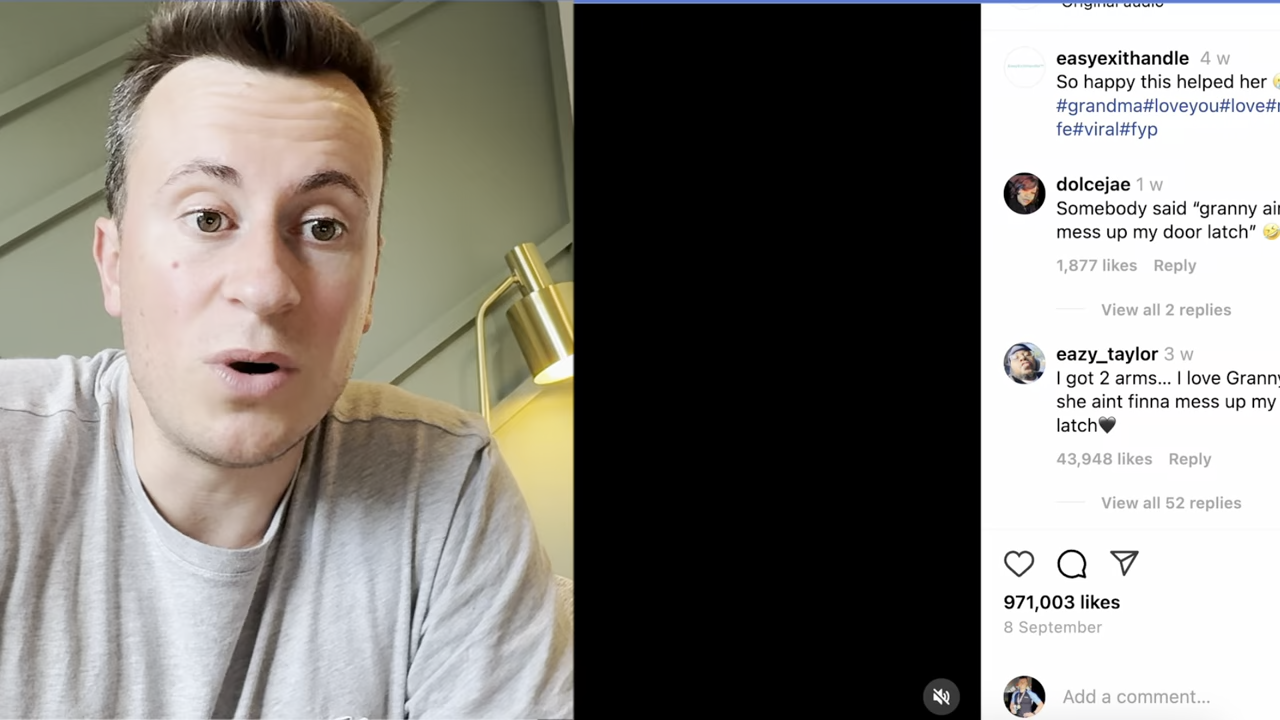 Original audio
easyexithandle 4 w
So happy this helped her
#grandma#loveyou#love#
fe#viral#fyp
dolcejae 1 w
Somebody said “granny
mess up my door latch” 🤣
1,877 likes Reply
View all 2 replies
eazy_taylor 3 w
I got 2 arms... I love Granny
she aint finna mess up my
latch🖤
43,948 likes Reply
View all 52 replies
971,003 likes
8 September
Add a comment...